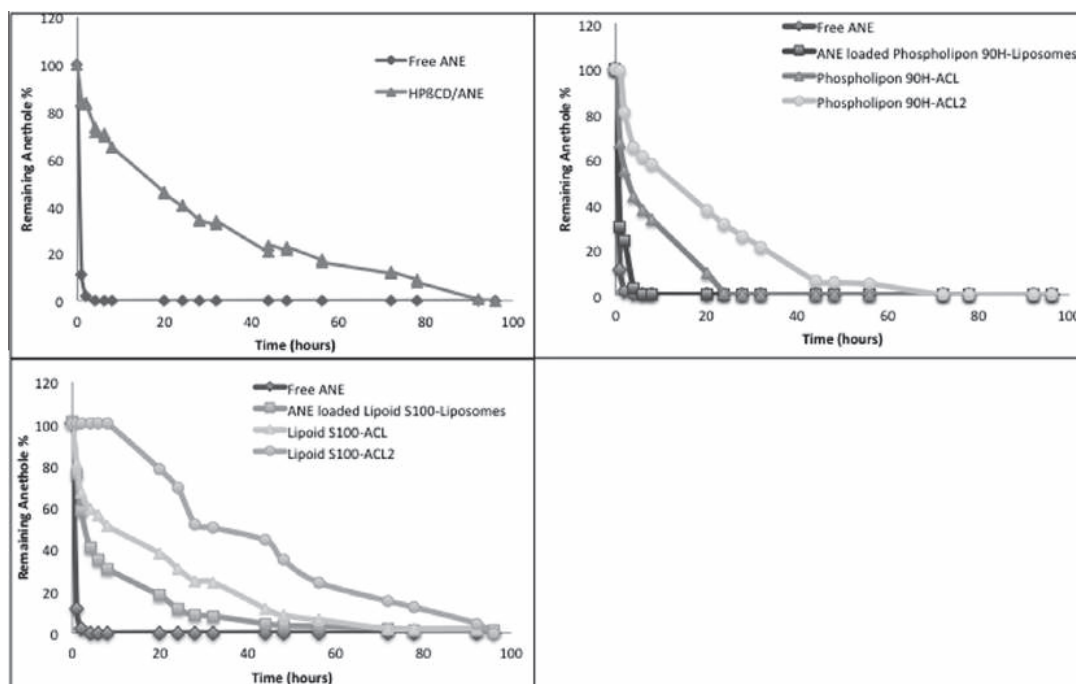 120
100
80
60
40
20
0
Remaining Anethole %
Free ANE
HPßCD/ANE
0 20 40 60 80 100
Time (hours)
120
100
80
60
40
20
0
Remaining Anethole %
Free ANE
ANE loaded Phospholipon 90H-Liposomes
Phospholipon 90H-ACL
Phospholipon 90H-ACL2
0 20 40 60 80 100
Time (hours)
120
100
80
60
40
20
0
Remaining Anethole %
Free ANE
ANE loaded Lipoid S100-Liposomes
Lipoid S100-ACL
Lipoid S100-ACL2
0 20 40 60 80 100
Time (hours)